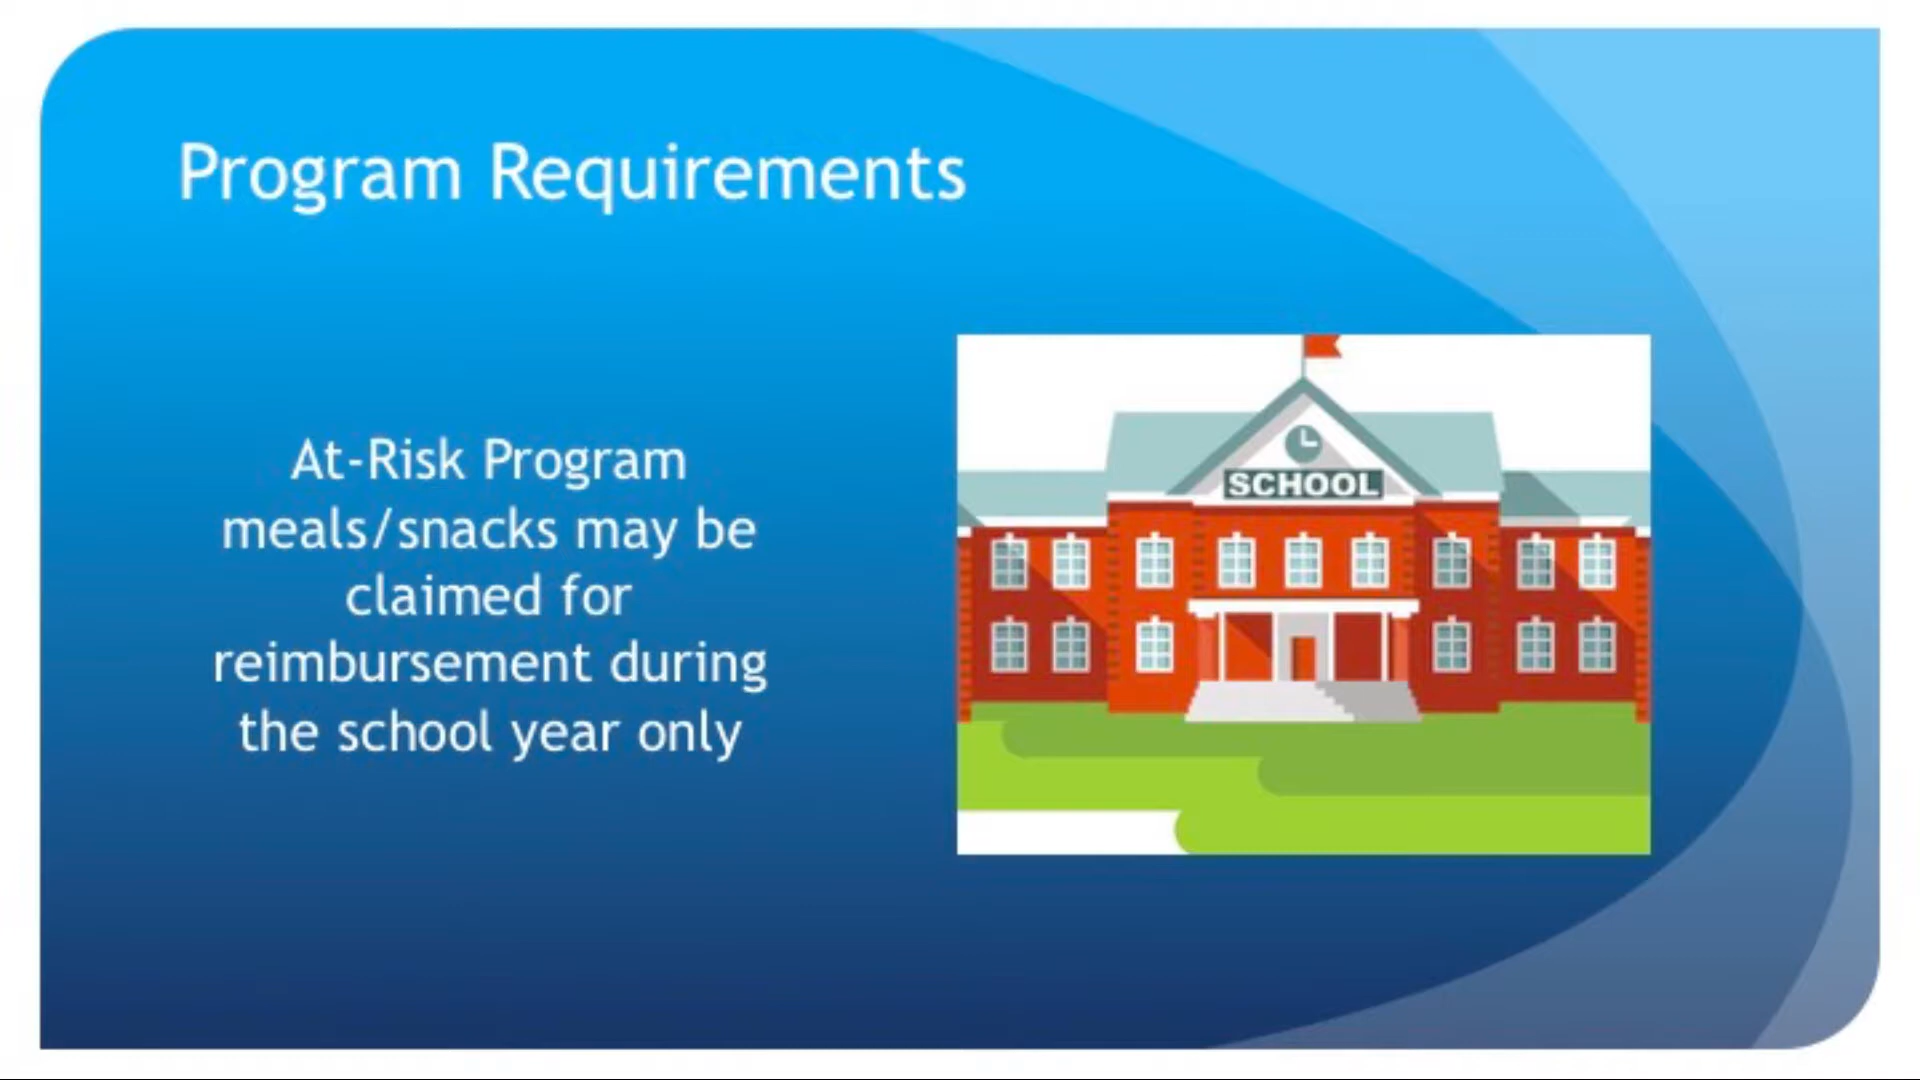 Program Requirements
At-Risk Program
meals/snacks may be
claimed for
reimbursement during
the school year only
SCHOOL